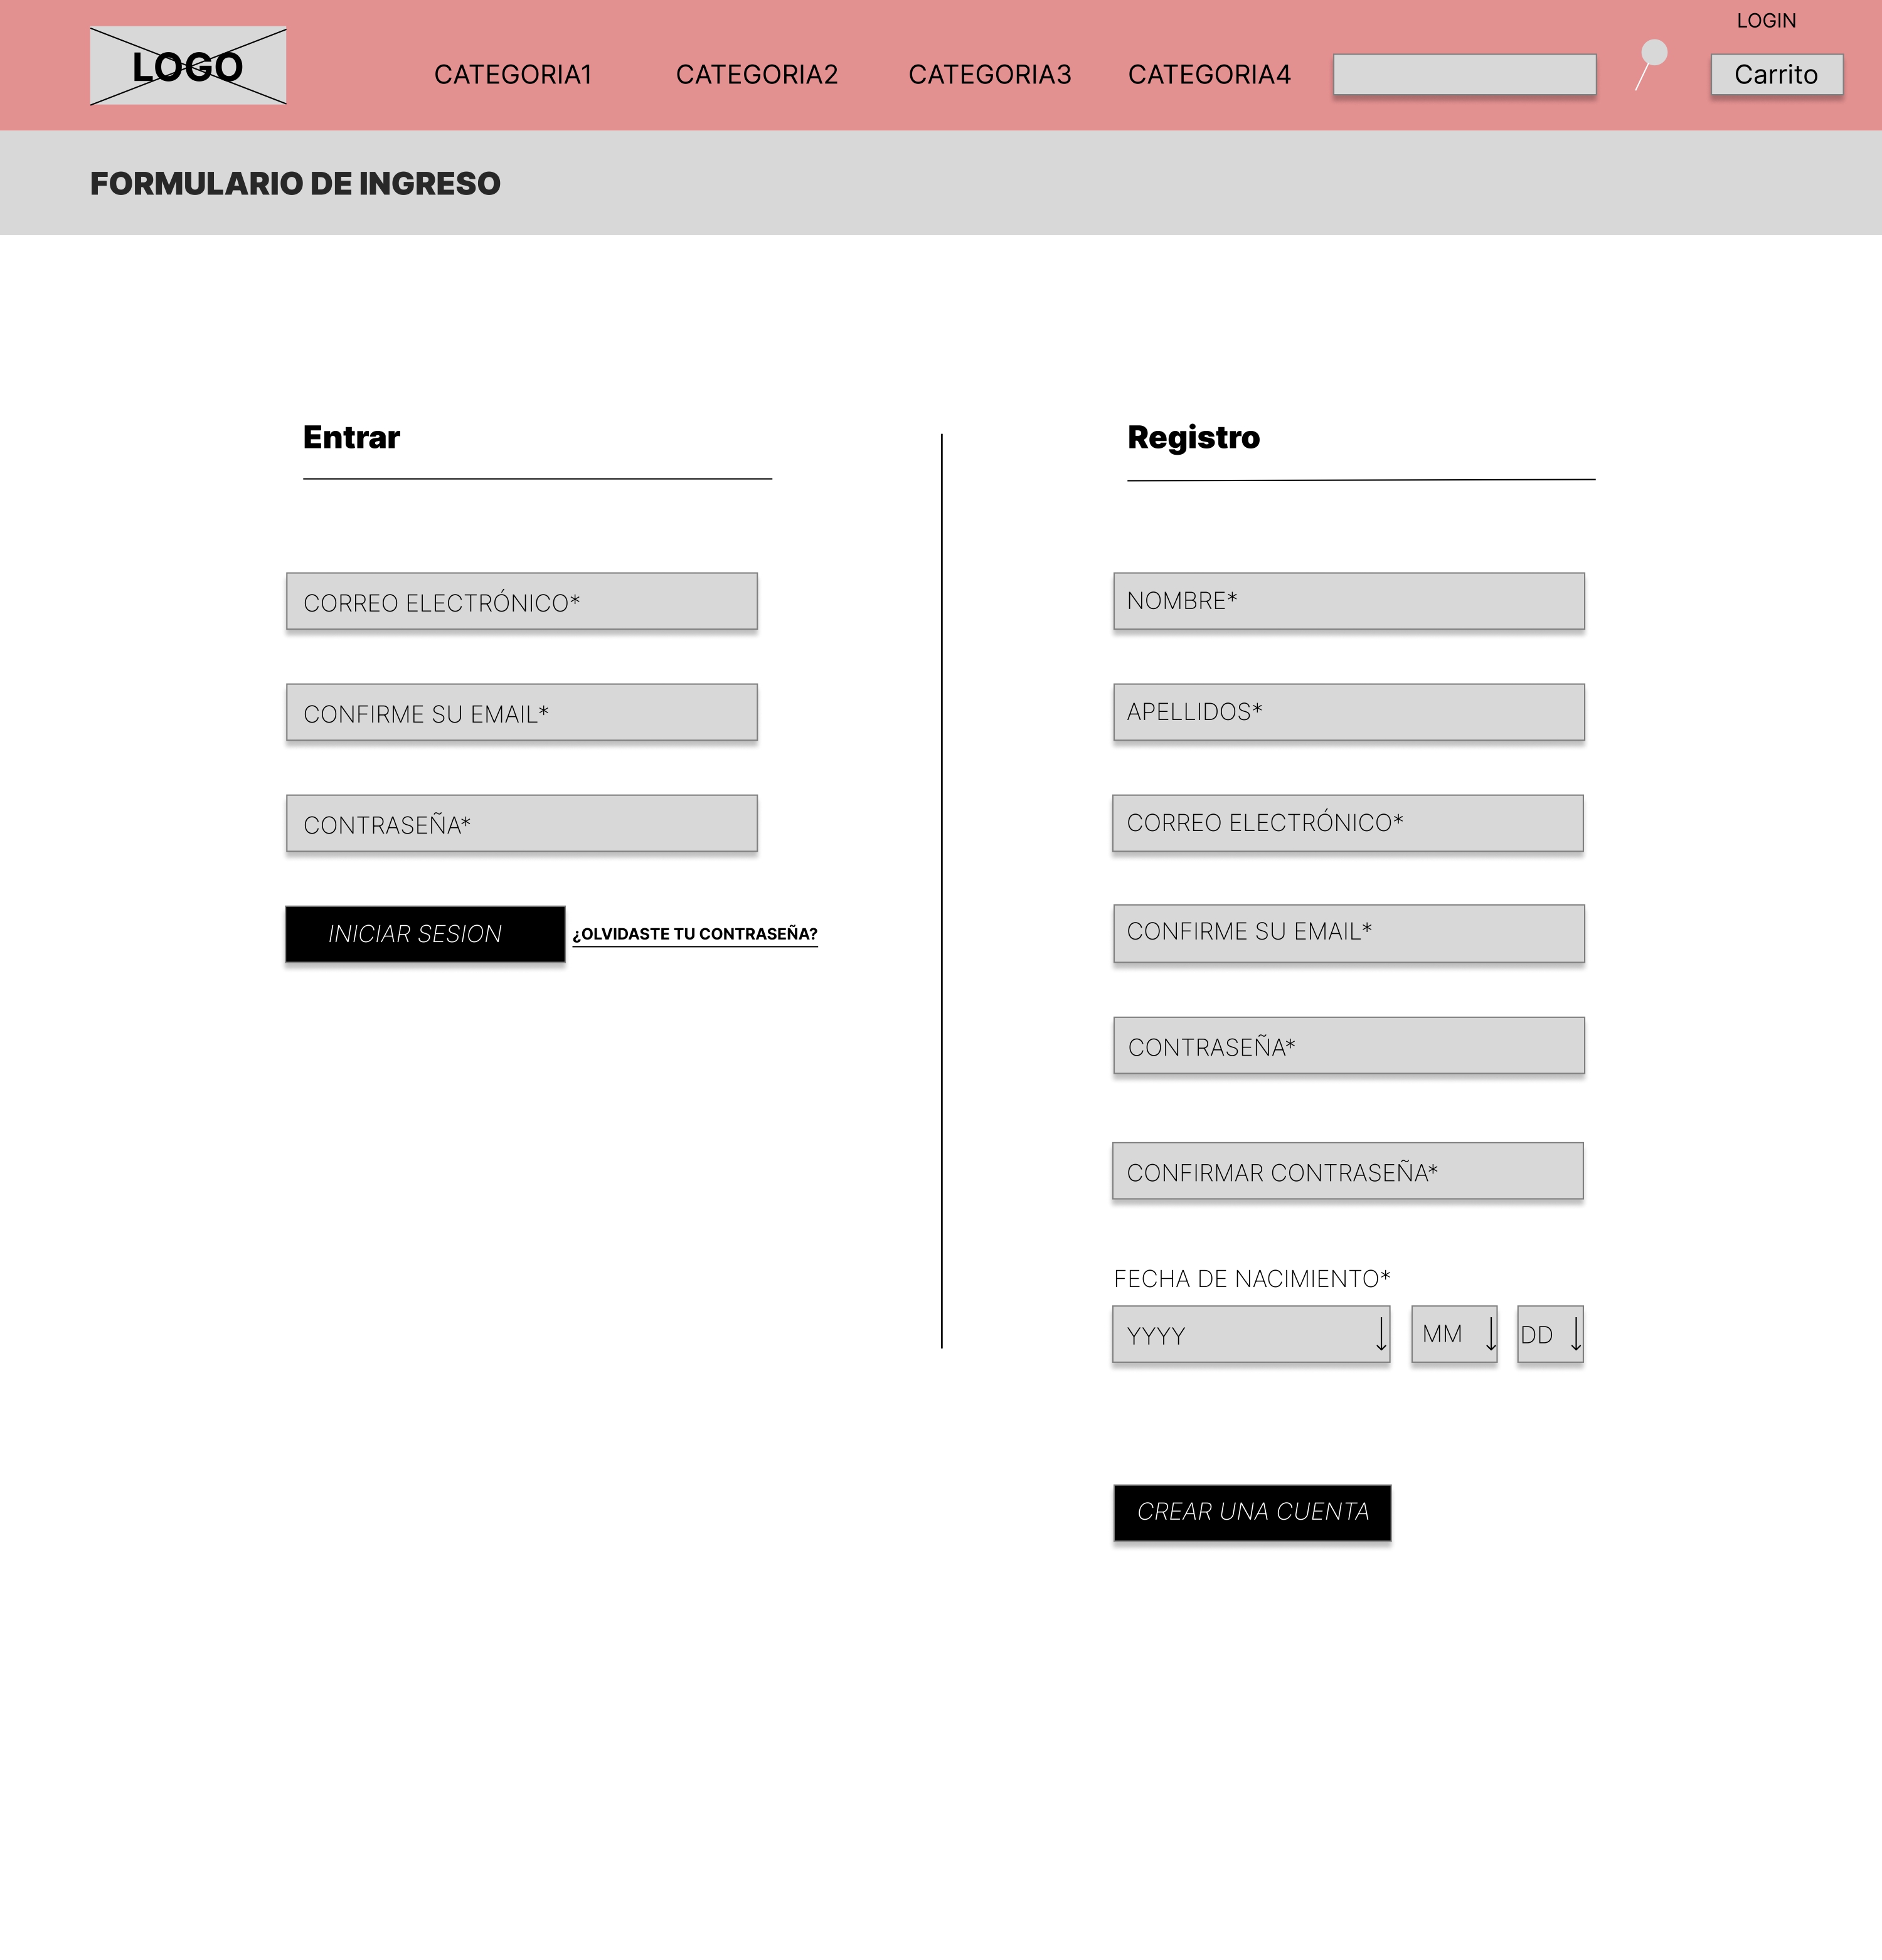 LOGIN
LOGO
CATEGORIA1
CATEGORIA2
CATEGORIA3
CATEGORIA4
Carrito
FORMULARIO DE INGRESO
Entrar
CORREO ELECTRÓNICO*
CONFIRME SU EMAIL*
CONTRASEÑA*
INICIAR SESION
¿OLVIDASTE TU CONTRASEÑA?
Registro
NOMBRE*
APELLIDOS*
CORREO ELECTRÓNICO*
CONFIRME SU EMAIL*
CONTRASEÑA*
CONFIRMAR CONTRASEÑA*
FECHA DE NACIMIENTO*
YYYY
MM
DD
CREAR UNA CUENTA